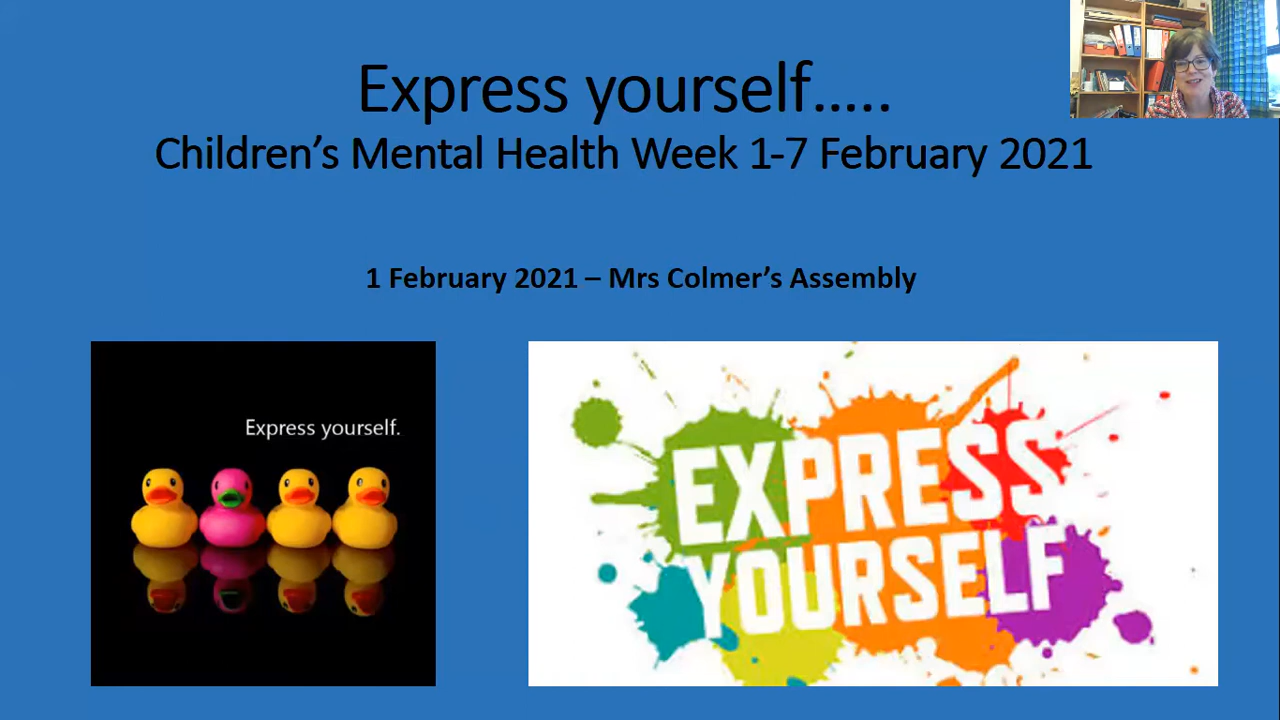 Express yourself…..
Children’s Mental Health Week 1-7 February 2021
1 February 2021 – Mrs Colmer’s Assembly
Express yourself.
EXPRESS
YOURSELF